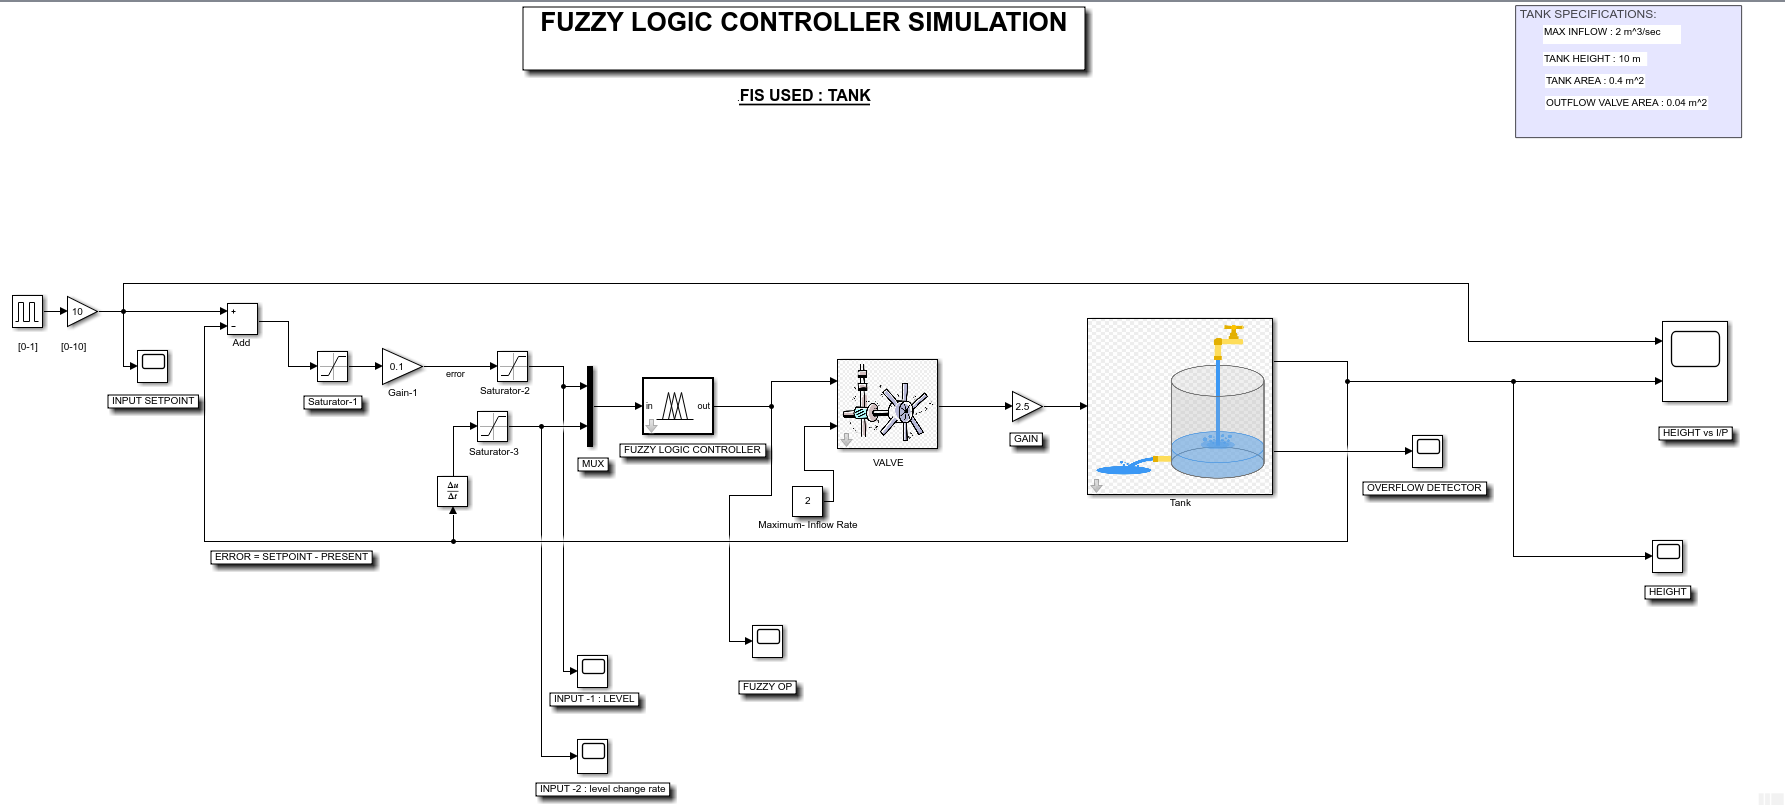 FUZZY LOGIC CONTROLLER SIMULATION
FIS USED : TANK
TANK SPECIFICATIONS:
MAX INFLOW : 2 m^3/sec
TANK HEIGHT : 10 m
TANK AREA : 0.4 m^2
OUTFLOW VALVE AREA : 0.04 m^2
10
[0-1]
[0-10]
+
−
Add
INPUT SETPOINT
Saturator-1
0.1
Gain-1
error
Saturator-2
Saturator-3
Δu
Δt
MUX
in
out
FUZZY LOGIC CONTROLLER
VALVE
2
Maximum- Inflow Rate
2.5
GAIN
Tank
HEIGHT vs I/P
OVERFLOW DETECTOR
HEIGHT
ERROR = SETPOINT - PRESENT
FUZZY OP
INPUT -1 : LEVEL
INPUT -2 : level change rate